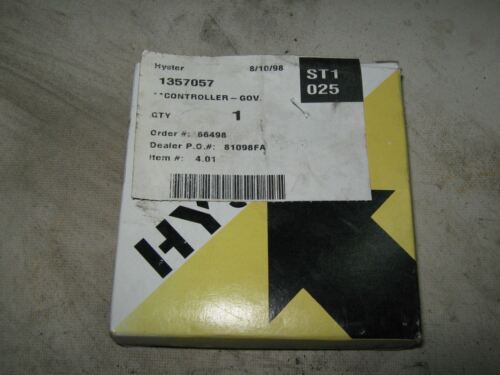 Hyster 8/10/98
1357057
**CONTROLLER-GOV.
QTY 1
Order #: 66498
Dealer P.O.#: 81098FA
Item #: 4.01
ST1
025
HYS